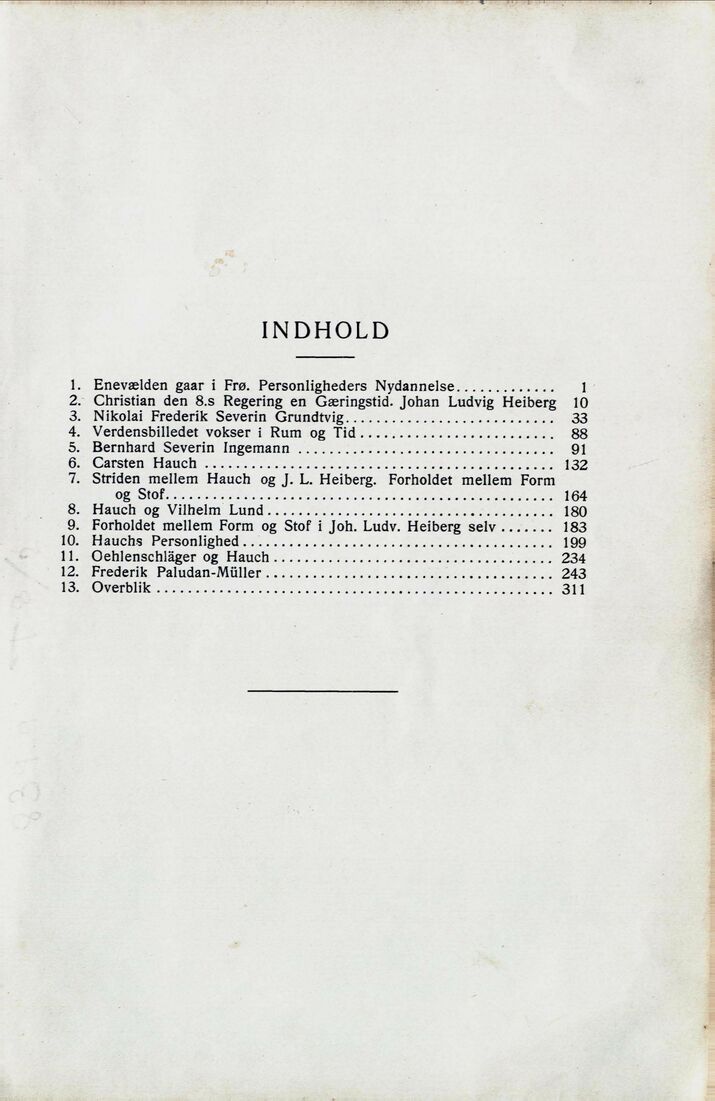 INDHOLD
1. Enevælden gaar i Frø. Personligheders Nydannelse............. 1
2. Christian den 8.s Regering en Gæringstid. Johan Ludvig Heiberg 10
3. Nikolai Frederik Severin Grundtvig........................... 33
4. Verdensbilledet vokser i Rum og Tid......................... 88
5. Bernhard Severin Ingemann ................................. 91
6. Carsten Hauch ............................................. 132
7. Striden mellem Hauch og J. L. Heiberg. Forholdet mellem Form
og Stof.................................................. 164
8. Hauch og Vilhelm Lund..................................... 180
9. Forholdet mellem Form og Stof i Joh. Ludv. Heiberg selv....... 183
10. Hauchs Personlighed........................................ 199
11. Oehlenschläger og Hauch.................................... 234
12. Frederik Paludan-Müller..................................... 243
13. Overblik................................................... 311